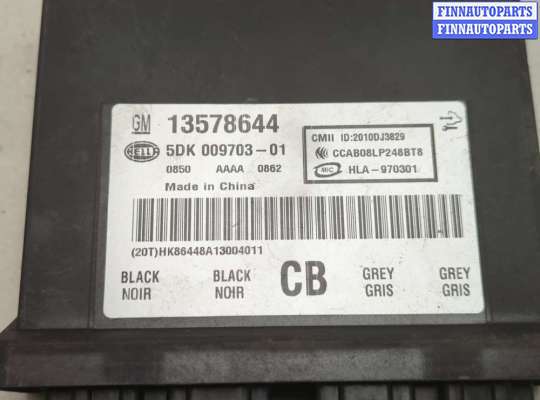 FINNAUTOPARTS
FINNAUTOPARTS
GM 13578644
HELLA 5DK 009703-01
0850 AAAA 0862
Made in China
CMII ID:2010DJ3829
CCAB08LP248BT8
MIC HLA-970301
(20T)HK86448A13004011
BLACK BLACK CB GREY GREY
NOIR NOIR GRIS GRIS